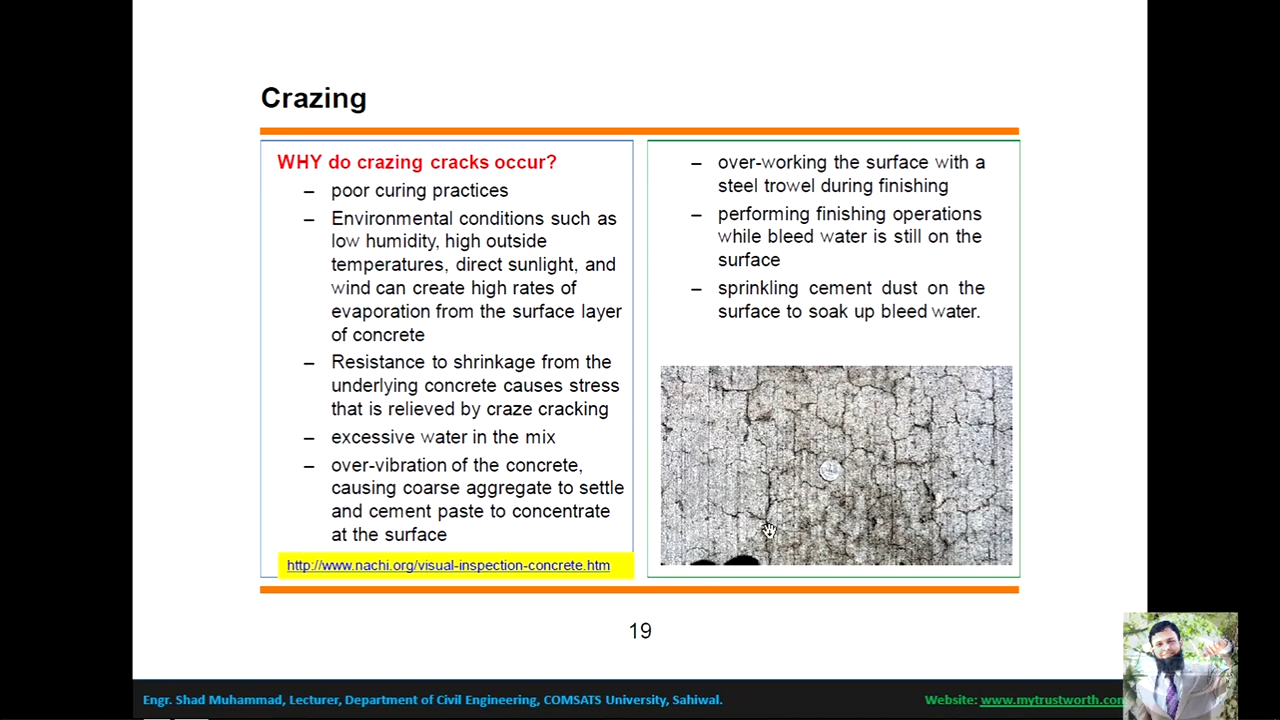 Crazing
WHY do crazing cracks occur?
– poor curing practices
– Environmental conditions such as
low humidity, high outside
temperatures, direct sunlight, and
wind can create high rates of
evaporation from the surface layer
of concrete
– Resistance to shrinkage from the
underlying concrete causes stress
that is relieved by craze cracking
– excessive water in the mix
– over-vibration of the concrete,
causing coarse aggregate to settle
and cement paste to concentrate
at the surface
http://www.nachi.org/visual-inspection-concrete.htm
– over-working the surface with a
steel trowel during finishing
– performing finishing operations
while bleed water is still on the
surface
– sprinkling cement dust on the
surface to soak up bleed water.
19
Engr. Shad Muhammad, Lecturer, Department of Civil Engineering, COMSATS University, Sahiwal.
Website: www.mytrustworth.com